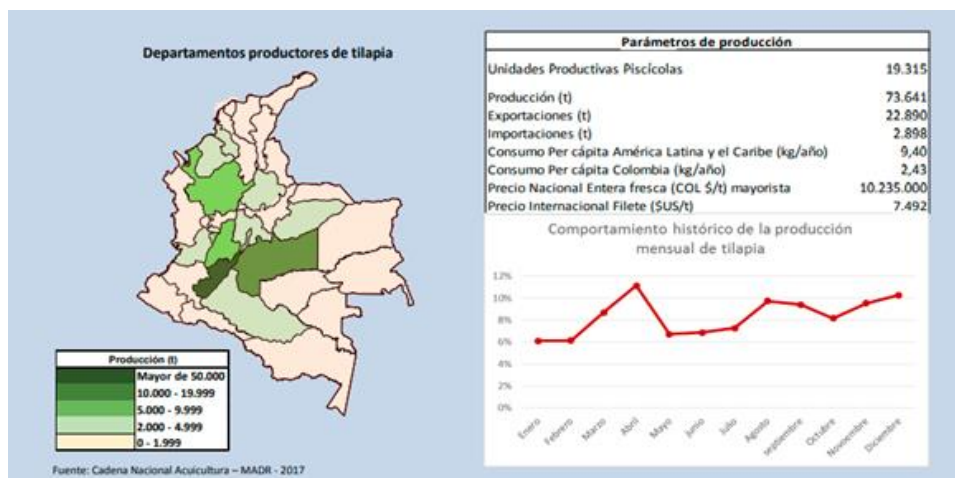 Departamentos productores de tilapia
Producción (t)
Mayor de 50.000
10.000 - 19.999
5.000 - 9.999
2.000 - 4.999
0 - 1.999
Fuente: Cadena Nacional Acuicultura – MADR - 2017
Parámetros de producción
Unidades Productivas Piscícolas 19.315
Producción (t) 73.641
Exportaciones (t) 22.890
Importaciones (t) 2.898
Consumo Per cápita América Latina y el Caribe (kg/año) 9,40
Consumo Per cápita Colombia (kg/año) 2,43
Precio Nacional Entera fresca (COL $/t) mayorista 10.235.000
Precio Internacional Filete ($US/t) 7.492
Comportamiento histórico de la producción
mensual de tilapia
12%
10%
8%
6%
4%
2%
0%
Enero Febrero Marzo Abril Mayo Junio Julio Agosto septiembre Octubre Noviembre Diciembre